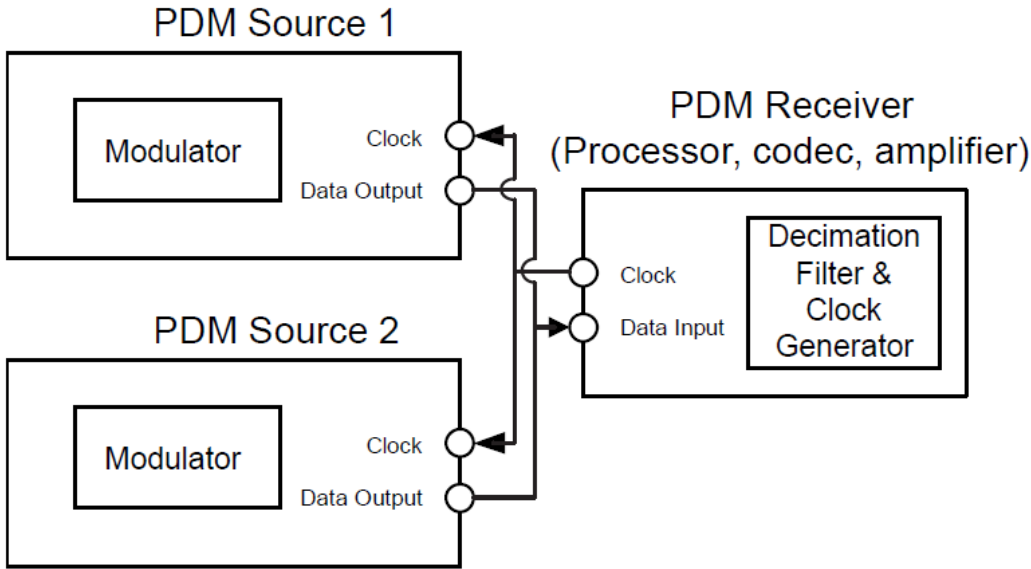 PDM Source 1
Modulator
Clock
Data Output
PDM Receiver
(Processor, codec, amplifier)
Decimation
Filter &
Clock
Generator
Clock
Data Input
PDM Source 2
Modulator
Clock
Data Output